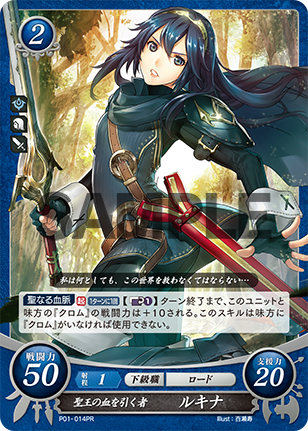 2
SAMPLE
私は何としても、この世界を救わなくてはならない…
聖なる血脈 起 1ターンに1回 1 ターン終了まで、このユニットと
味方の『クロム』の戦闘力は+10される。このスキルは味方に
『クロム』がいなければ使用できない。
戦闘力 50 射程 1 下級職 ロード 支援力 20
聖王の血を引く者 ルキナ
P01-014PR Illust:百瀬寿